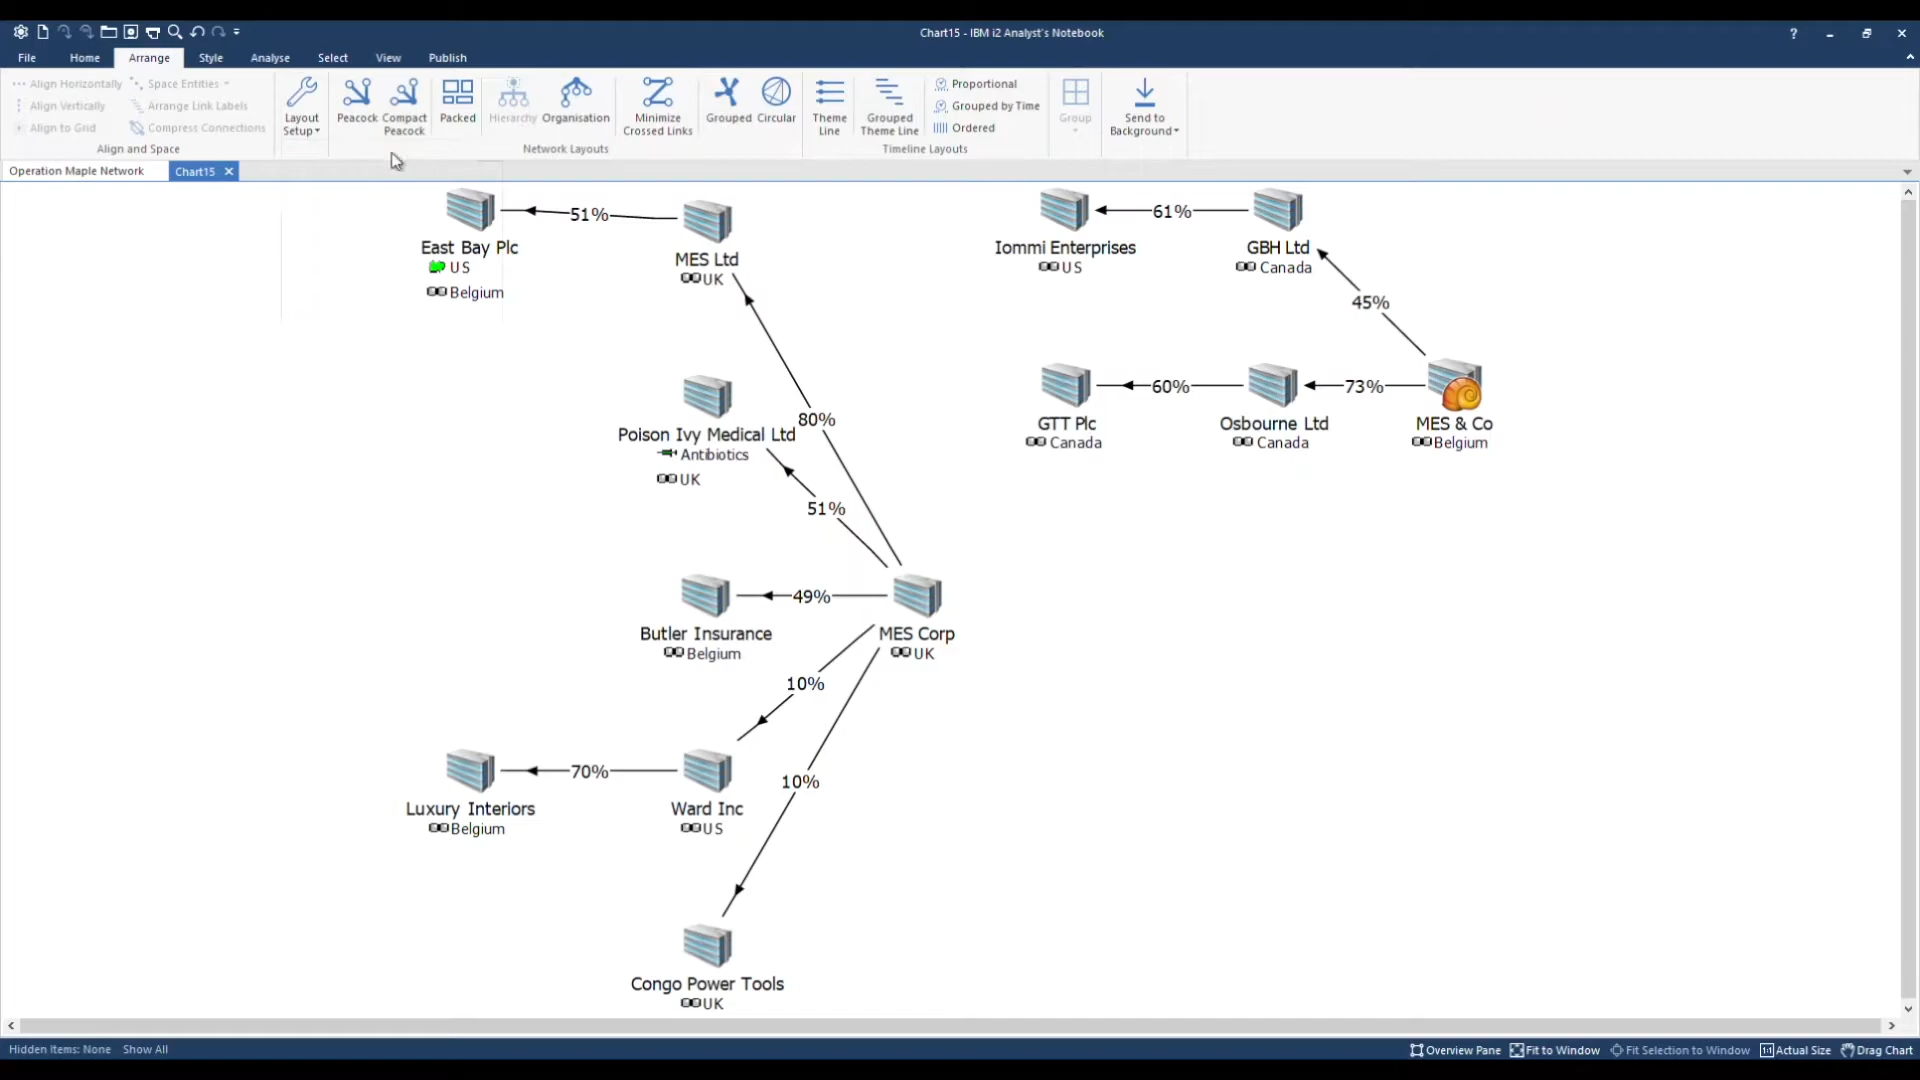 Chart15 - IBM i2 Analyst's Notebook
?
File Home Arrange Style Analyse Select View Publish
Align Horizontally Space Entities
Align Vertically Arrange Link Labels
Align to Grid Compress Connections
Align and Space
Layout Setup
Peacock
Compact Peacock
Packed
Hierarchy
Organisation
Minimize Crossed Links
Grouped
Circular
Network Layouts
Theme Line
Grouped Theme Line
Proportional
Grouped by Time
Ordered
Timeline Layouts
Group
Send to Background
Operation Maple Network Chart15
51%
East Bay Plc
US
Belgium
MES Ltd
UK
61%
Iommi Enterprises
US
GBH Ltd
Canada
45%
60%
73%
GTT Plc
Canada
Osbourne Ltd
Canada
MES & Co
Belgium
80%
Poison Ivy Medical Ltd
Antibiotics
UK
51%
49%
Butler Insurance
Belgium
MES Corp
UK
10%
70%
10%
Luxury Interiors
Belgium
Ward Inc
US
Congo Power Tools
UK
Hidden Items: None Show All
Overview Pane Fit to Window Fit Selection to Window 1:1 Actual Size Drag Chart